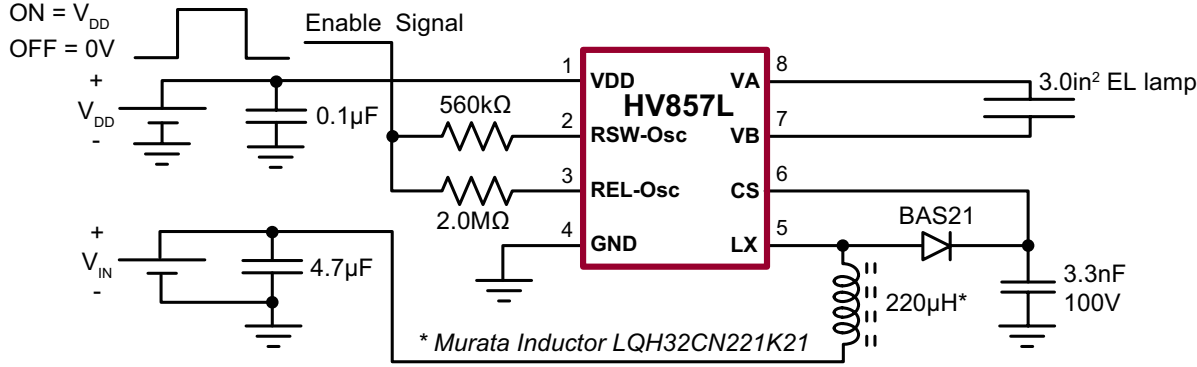 ON = VDD
OFF = 0V
Enable Signal
+
VDD
-
0.1µF
560kΩ
2.0MΩ
1
2
3
4
VDD
HV857L
RSW-Osc
REL-Osc
GND
VA
VB
CS
LX
8
7
6
5
3.0in² EL lamp
BAS21
+
VIN
-
4.7µF
220µH*
3.3nF
100V
* Murata Inductor LQH32CN221K21